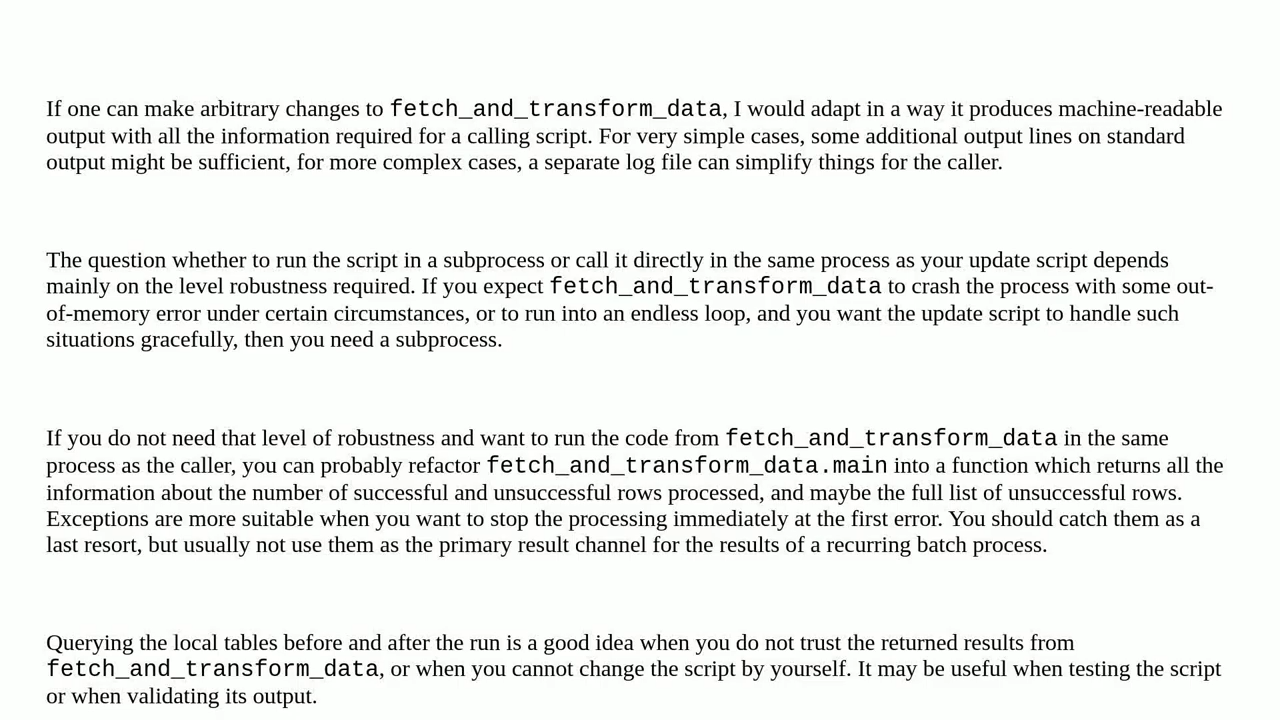 If one can make arbitrary changes to fetch_and_transform_data, I would adapt in a way it produces machine-readable
output with all the information required for a calling script. For very simple cases, some additional output lines on standard
output might be sufficient, for more complex cases, a separate log file can simplify things for the caller.
The question whether to run the script in a subprocess or call it directly in the same process as your update script depends
mainly on the level robustness required. If you expect fetch_and_transform_data to crash the process with some out-
of-memory error under certain circumstances, or to run into an endless loop, and you want the update script to handle such
situations gracefully, then you need a subprocess.
If you do not need that level of robustness and want to run the code from fetch_and_transform_data in the same
process as the caller, you can probably refactor fetch_and_transform_data.main into a function which returns all the
information about the number of successful and unsuccessful rows processed, and maybe the full list of unsuccessful rows.
Exceptions are more suitable when you want to stop the processing immediately at the first error. You should catch them as a
last resort, but usually not use them as the primary result channel for the results of a recurring batch process.
Querying the local tables before and after the run is a good idea when you do not trust the returned results from
fetch_and_transform_data, or when you cannot change the script by yourself. It may be useful when testing the script
or when validating its output.